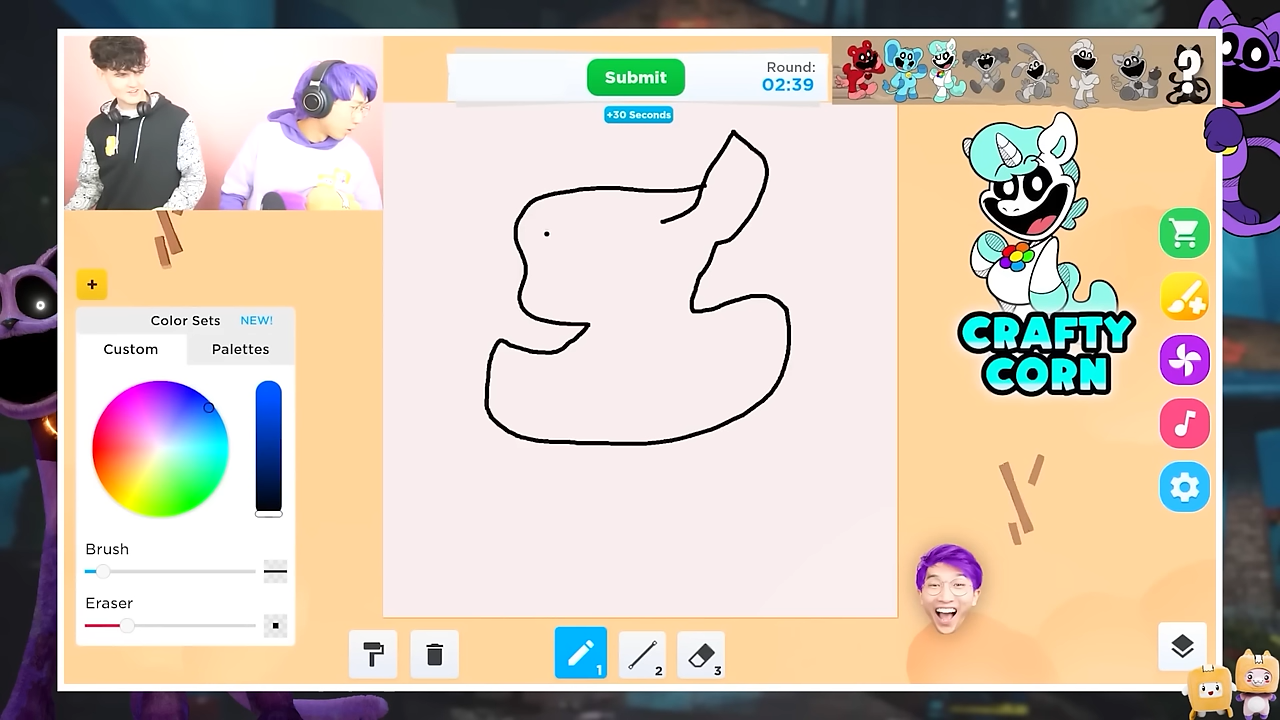 Submit
Round:
02:39
+30 Seconds
+
Color Sets NEW!
Custom Palettes
CRAFTY
CORN
Brush
Eraser
1
2
3
?